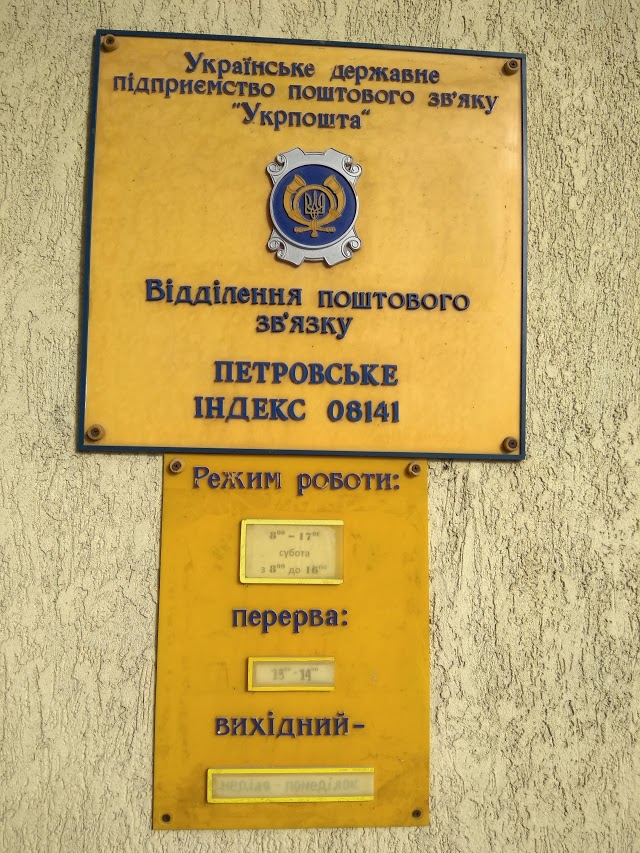 Українське державне
підприємство поштового зв'яку
"Укрпошта"
Відділення поштового
зв'язку
ПЕТРОВСЬКЕ
ІНДЕКС 08141
Режим роботи:
8⁰⁰ – 17⁰⁰
субота
з 8⁰⁰ до 16⁰⁰
перерва:
13⁰⁰-14⁰⁰
вихідний-
неділя понеділок